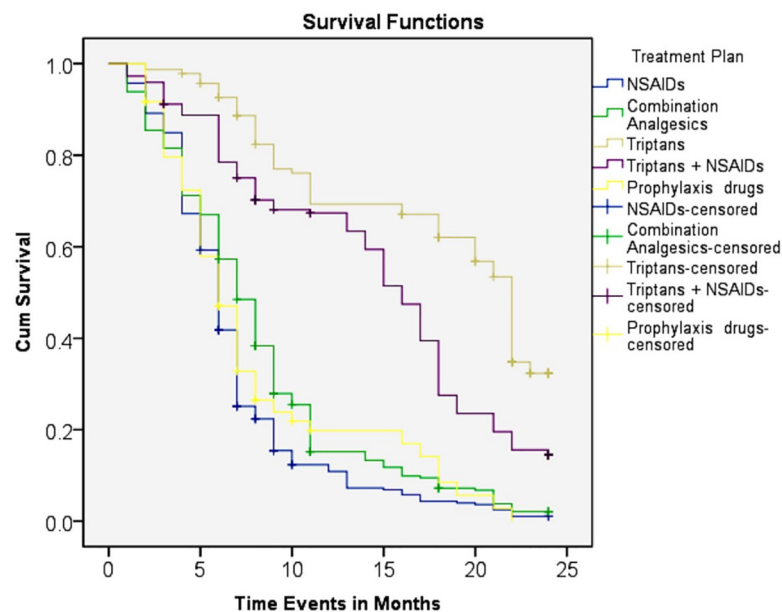 Survival Functions
Treatment Plan
NSAIDs
Combination
Analgesics
Triptans
Triptans + NSAIDs
Prophylaxis drugs
NSAIDs-censored
Combination
Analgesics-censored
Triptans-censored
Triptans + NSAIDs-
censored
Prophylaxis drugs-
censored
Cum Survival
1.0
0.8
0.6
0.4
0.2
0.0
0
5
10
15
20
25
Time Events in Months